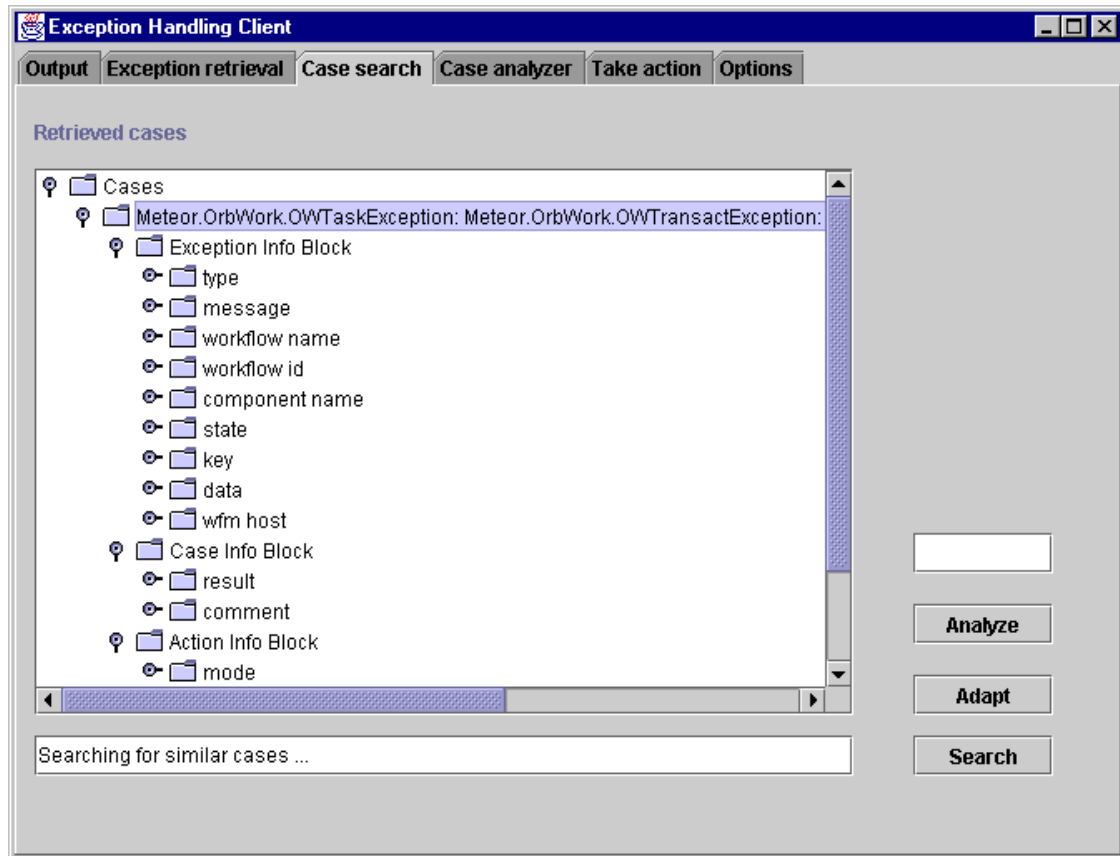 Exception Handling Client
Output Exception retrieval Case search Case analyzer Take action Options
Retrieved cases
Cases
Meteor.OrbWork.OWTaskException: Meteor.OrbWork.OWTransactException:
Exception Info Block
type
message
workflow name
workflow id
component name
state
key
data
wfm host
Case Info Block
result
comment
Action Info Block
mode
Analyze
Adapt
Searching for similar cases ...
Search